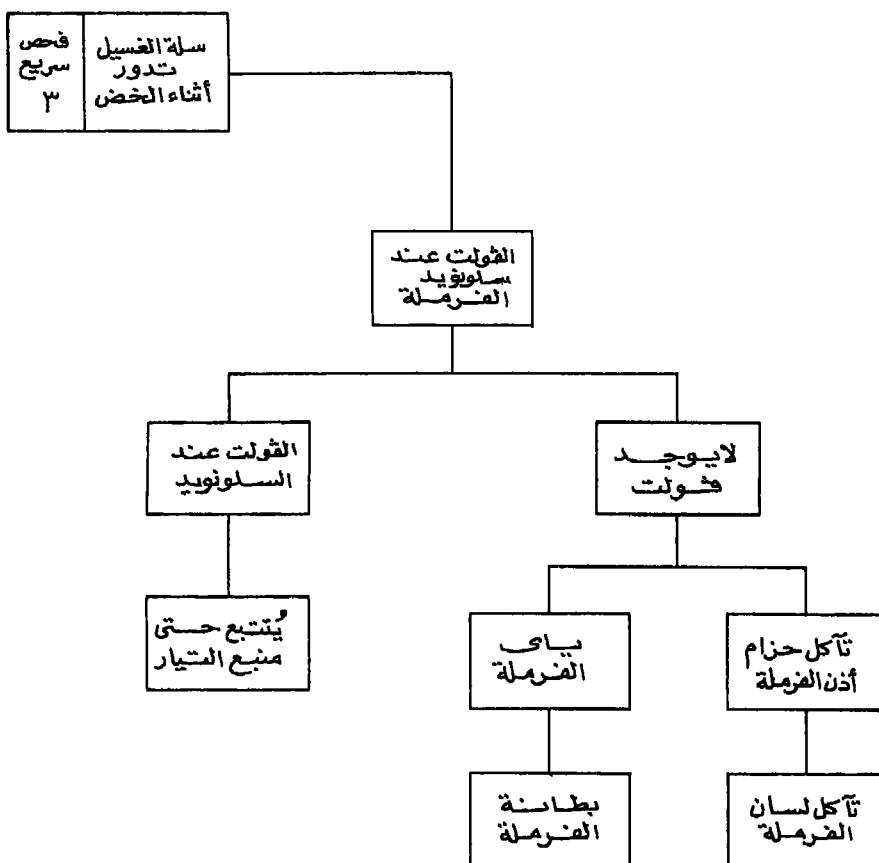 فحص
سريع
٣
سلة الغسيل
تدور
أثناء الخض
الڤولت عند
سلونويد
الفرملة
الڤولت عند
السلونويد
لايوجد
ڤولت
يُتتبع حتى
منبع التيار
ياى
الفرملة
تآكل حزام
أذن الفرملة
بطانة
الفرملة
تآكل لسان
الفرملة